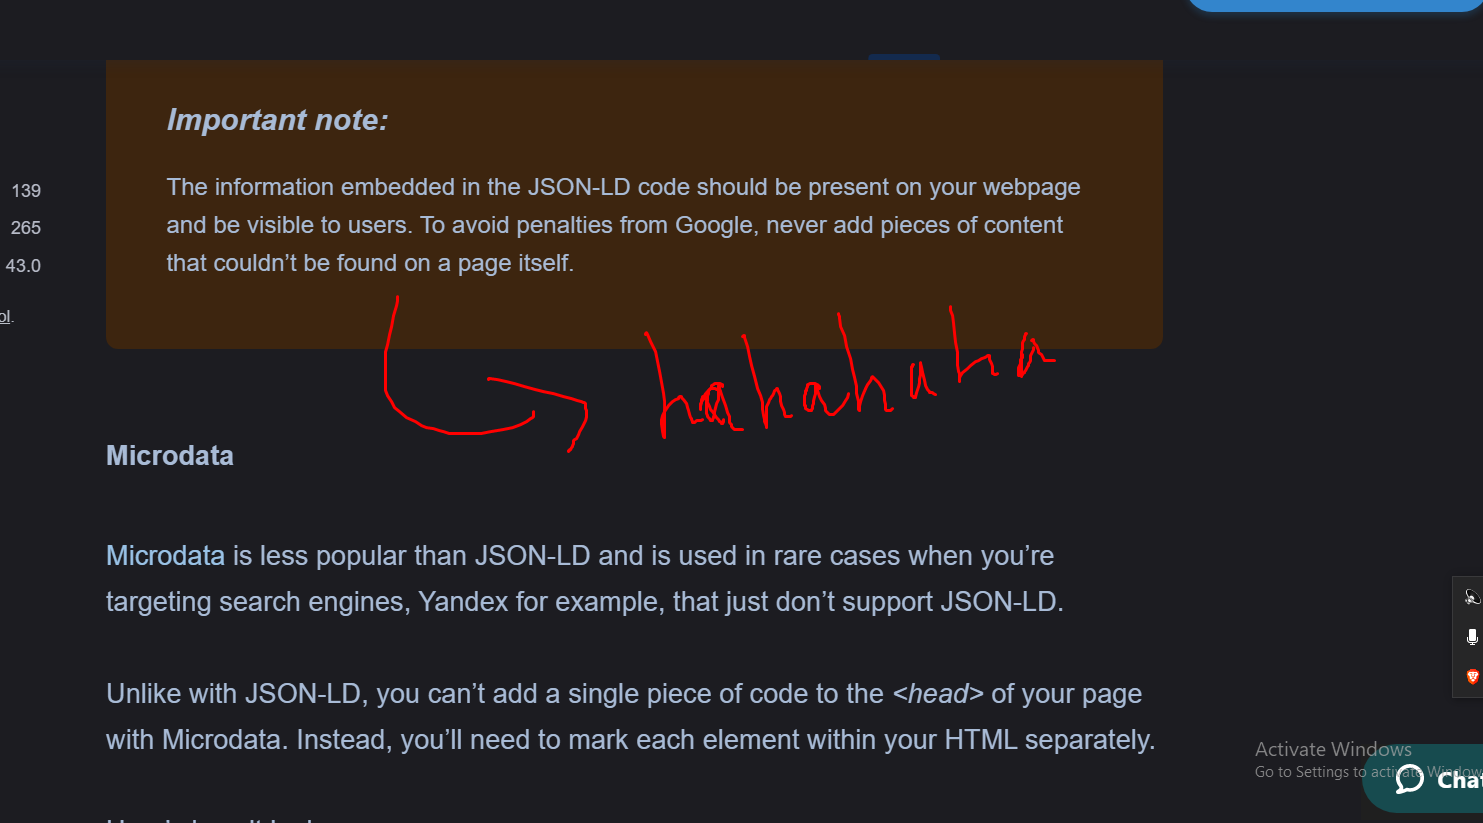 Important note:
139
The information embedded in the JSON-LD code should be present on your webpage
265
and be visible to users. To avoid penalties from Google, never add pieces of content
43.0
that couldn’t be found on a page itself.
ol.
hahahaha
Microdata
Microdata is less popular than JSON-LD and is used in rare cases when you’re
targeting search engines, Yandex for example, that just don’t support JSON-LD.
Unlike with JSON-LD, you can’t add a single piece of code to the <head> of your page
with Microdata. Instead, you’ll need to mark each element within your HTML separately.
Activate Windows
Go to Settings to activate Window
Chat